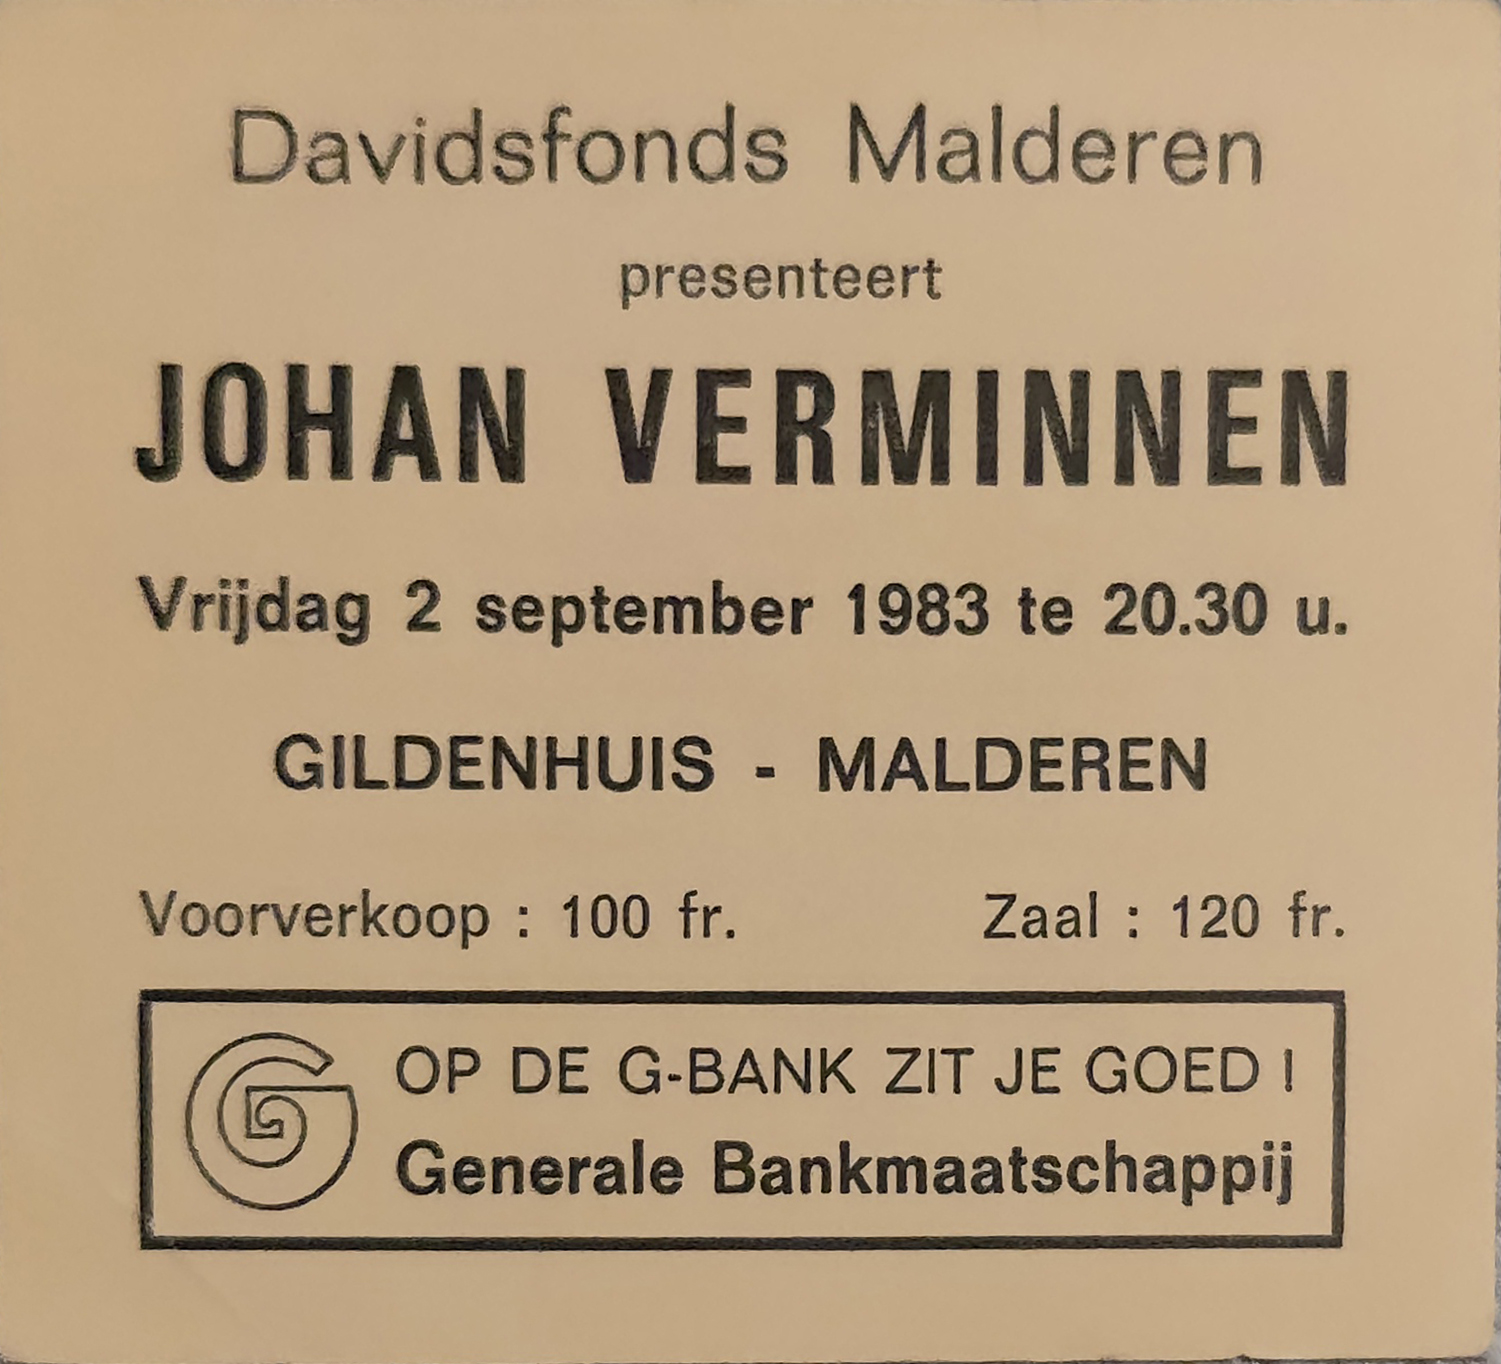 Davidsfonds Malderen
presenteert
JOHAN VERMINNEN
Vrijdag 2 september 1983 te 20.30 u.
GILDENHUIS - MALDEREN
Voorverkoop : 100 fr. Zaal : 120 fr.
OP DE G-BANK ZIT JE GOED !
Generale Bankmaatschappij